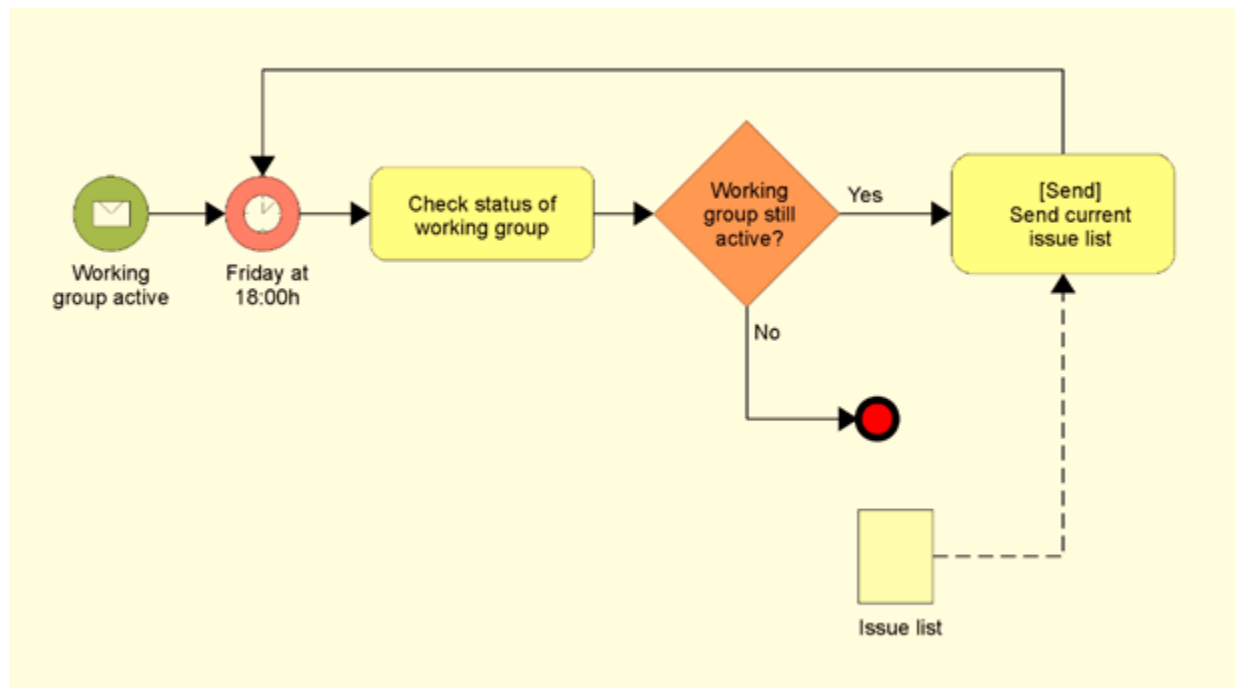 Working
group active
Friday at
18:00h
Check status of
working group
Working
group still
active?
Yes
No
[Send]
Send current
issue list
Issue list